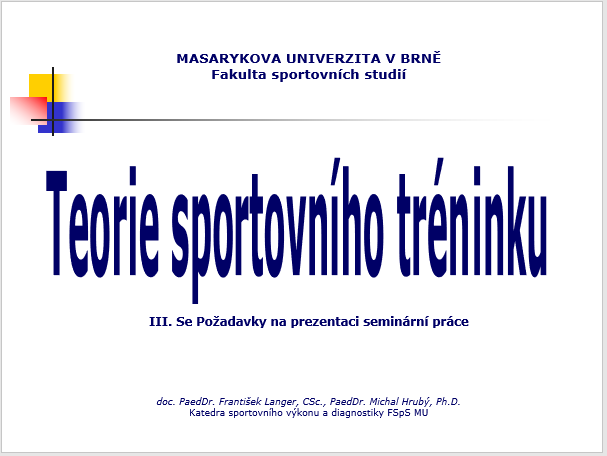 MASARYKOVA UNIVERZITA V BRNĚ
Fakulta sportovních studií
Teorie sportovního tréninku
III. Se Požadavky na prezentaci seminární práce
doc. PaedDr. František Langer, CSc., PaedDr. Michal Hrubý, Ph.D.
Katedra sportovního výkonu a diagnostiky FSpS MU